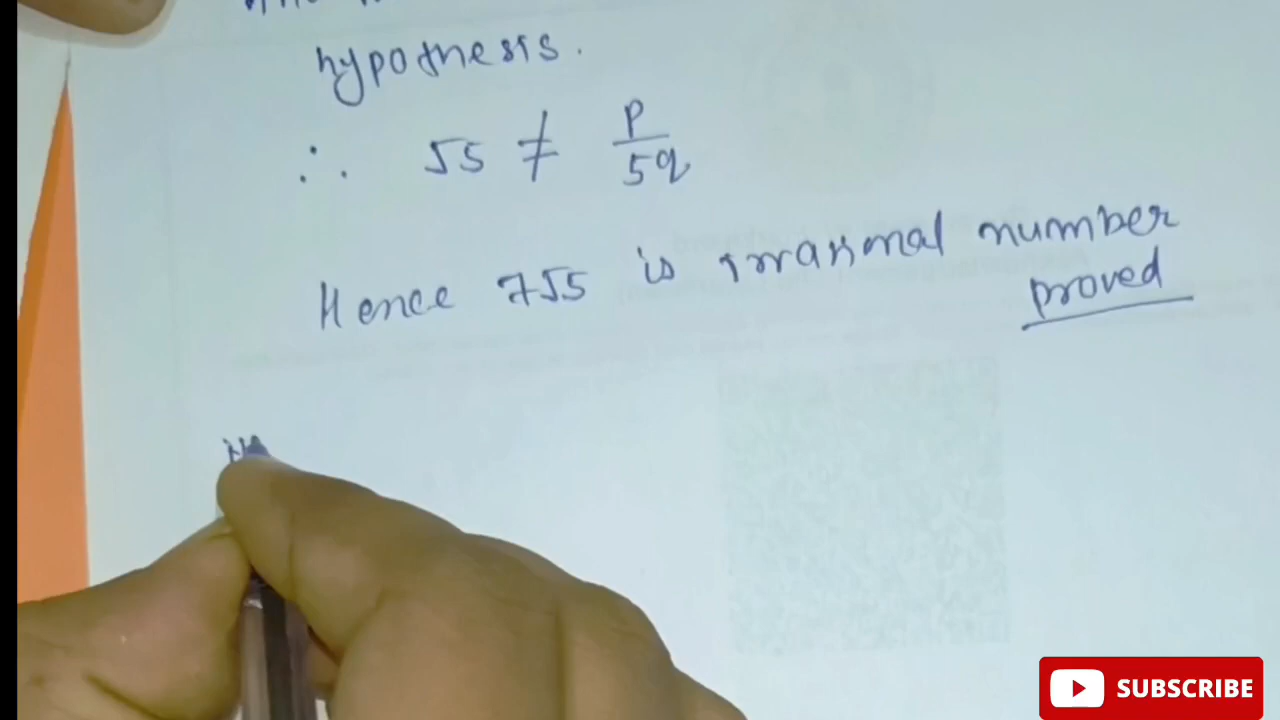 hypothesis.
∴ √5 ≠ p/5q
Hence 7√5 is irrational number
proved
SUBSCRIBE